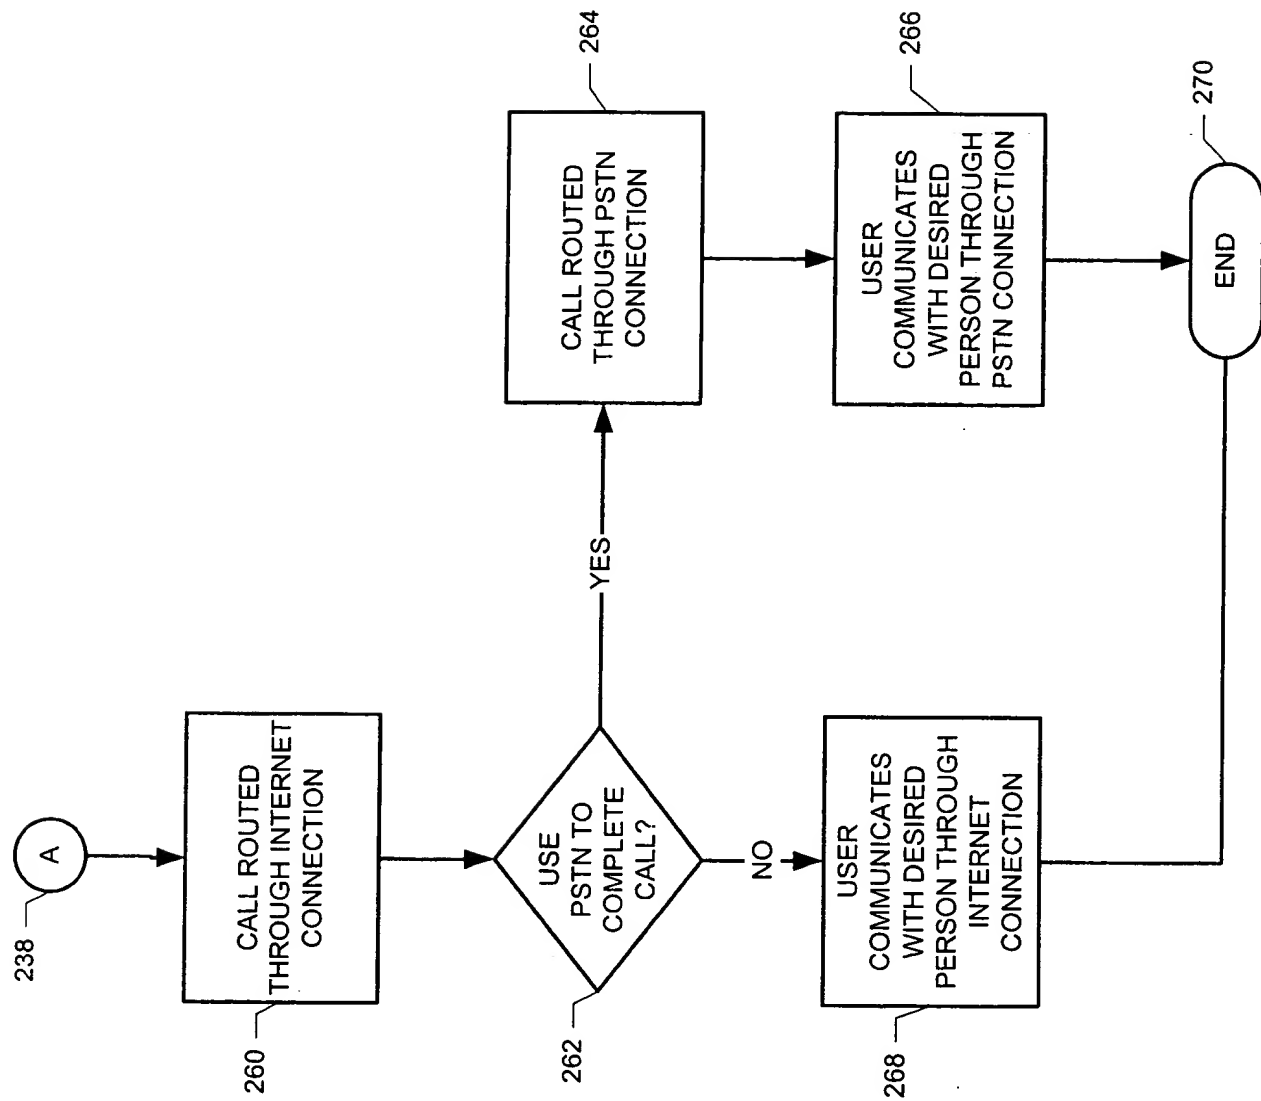 238
A
260
CALL ROUTED
THROUGH INTERNET
CONNECTION
262
USE
PSTN TO
COMPLETE
CALL?
YES
264
CALL ROUTED
THROUGH PSTN
CONNECTION
266
USER
COMMUNICATES
WITH DESIRED
PERSON THROUGH
PSTN CONNECTION
NO
268
USER
COMMUNICATES
WITH DESIRED
PERSON THROUGH
INTERNET
CONNECTION
270
END